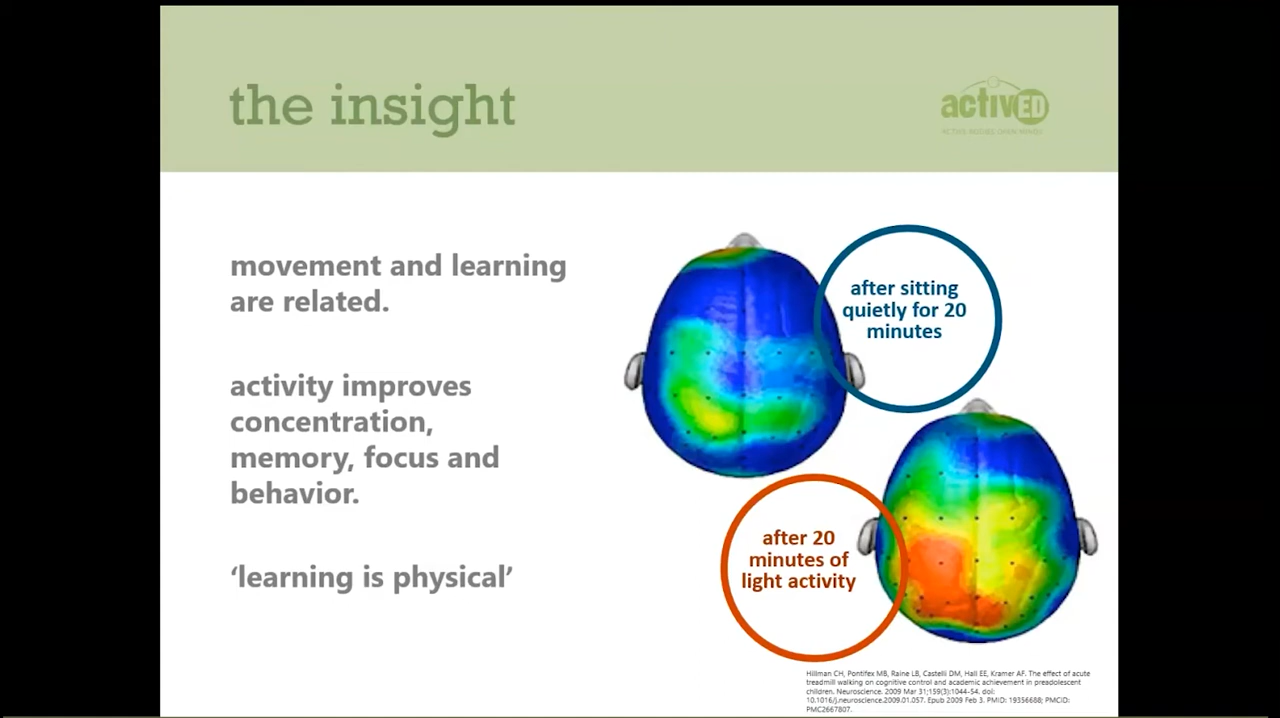 the insight
activED
movement and learning
are related.
activity improves
concentration,
memory, focus and
behavior.
‘learning is physical’
after sitting
quietly for 20
minutes
after 20
minutes of
light activity
Hillman CH, Pontifex MB, Raine LB, Castelli DM, Hall EE, Kramer AF. The effect of acute
treadmill walking on cognitive control and academic achievement in preadolescent
children. Neuroscience. 2009 Mar 31;159(3):1044-54. doi:
10.1016/j.neuroscience.2009.01.057. Epub 2009 Feb 3. PMID: 19356688; PMCID:
PMC2667807.